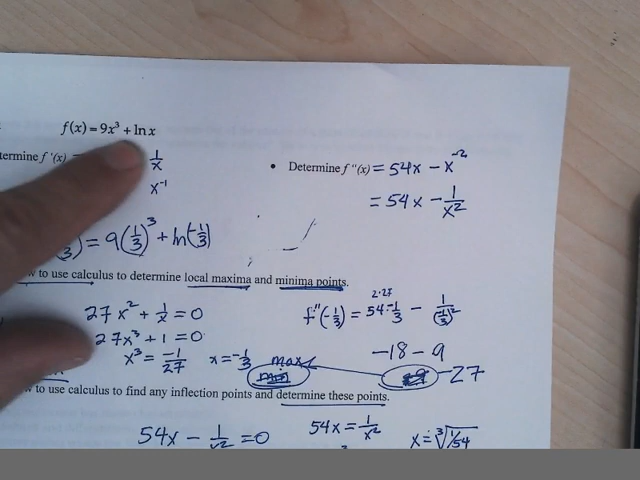 f(x) = 9x³ + ln x
termine f '(x) =
1/x
x⁻¹
• Determine f ''(x) = 54x − x⁻²
= 54x − 1/x²
= 9(1/3)³ + ln(-1/3)
w to use calculus to determine local maxima and minima points.
27x² + 1/x = 0
27x³ + 1 = 0
x³ = -1/27
x = -1/3
max
f''(-1/3) = 54·-1/3 − 1/(-1/3)²
2·27
−18 − 9
−27
w to use calculus to find any inflection points and determine these points.
54x − 1/x² = 0
54x = 1/x²
x = ³√(1/54)